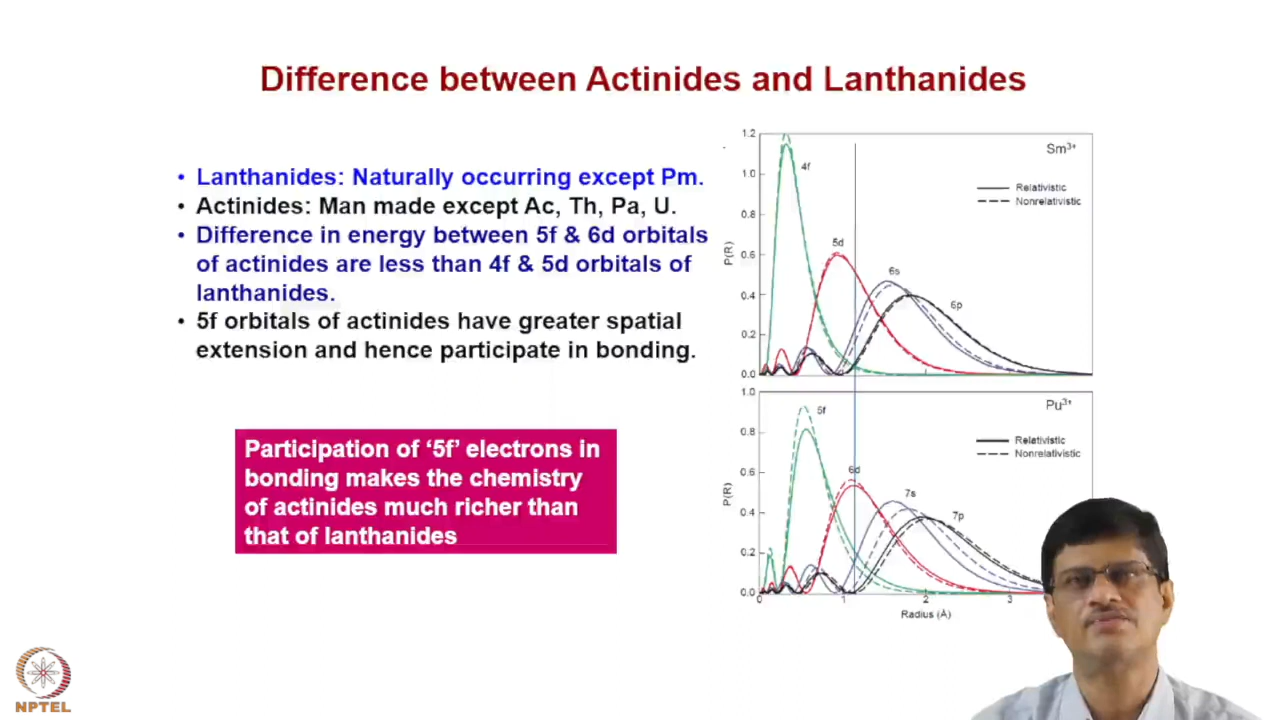 Difference between Actinides and Lanthanides
• Lanthanides: Naturally occurring except Pm.
• Actinides: Man made except Ac, Th, Pa, U.
• Difference in energy between 5f & 6d orbitals
of actinides are less than 4f & 5d orbitals of
lanthanides.
• 5f orbitals of actinides have greater spatial
extension and hence participate in bonding.
Participation of ‘5f’ electrons in
bonding makes the chemistry
of actinides much richer than
that of lanthanides
1.2
1.0
0.8
0.6
0.4
0.2
0.0
P(R)
Sm³⁺
Relativistic
Nonrelativistic
4f
5d
6s
6p
1.0
0.8
0.6
0.4
0.2
0.0
P(R)
Pu³⁺
Relativistic
Nonrelativistic
5f
6d
7s
7p
0 1 2 3
Radius (Å)
NPTEL